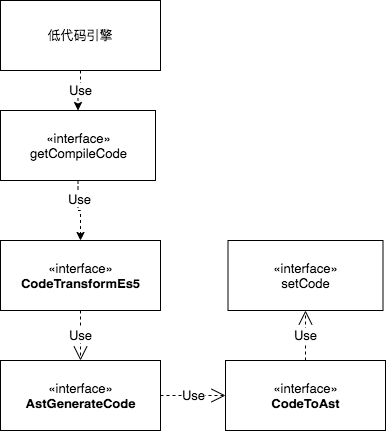 低代码引擎
Use
«interface»
getCompileCode
Use
«interface»
CodeTransformEs5
«interface»
setCode
Use
Use
«interface»
AstGenerateCode
Use
«interface»
CodeToAst